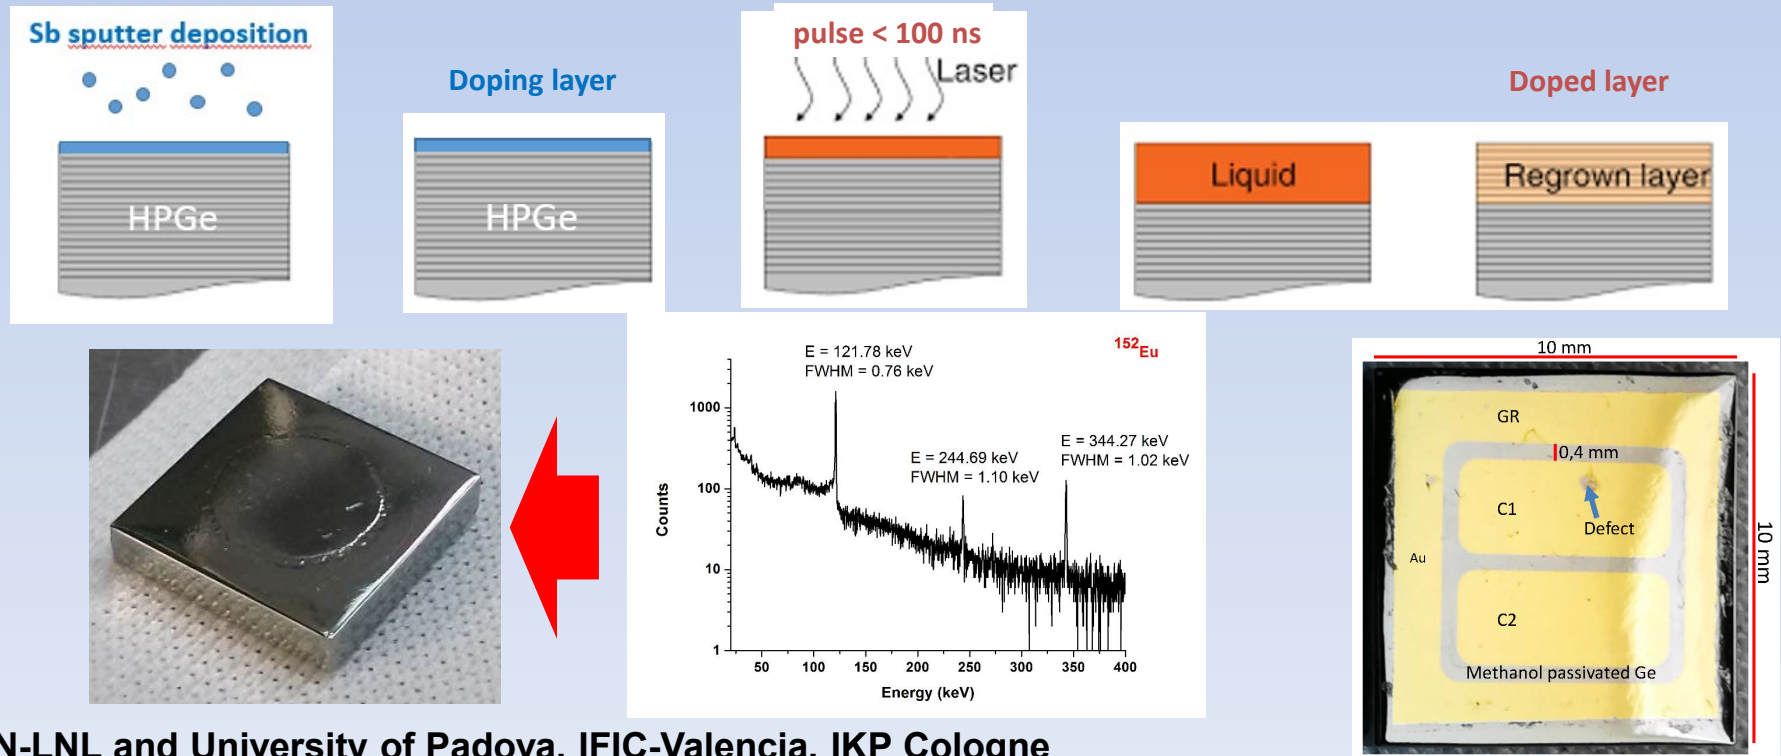 Sb sputter deposition
HPGe
Doping layer
HPGe
pulse < 100 ns
Laser
Doped layer
Liquid
Regrown layer
152Eu
E = 121.78 keV
FWHM = 0.76 keV
E = 244.69 keV
FWHM = 1.10 keV
E = 344.27 keV
FWHM = 1.02 keV
Counts
1000
100
10
1
50 100 150 200 250 300 350 400
Energy (keV)
10 mm
10 mm
GR
0,4 mm
C1
Defect
Au
C2
Methanol passivated Ge
N-LNL and University of Padova, IFIC-Valencia, IKP Cologne